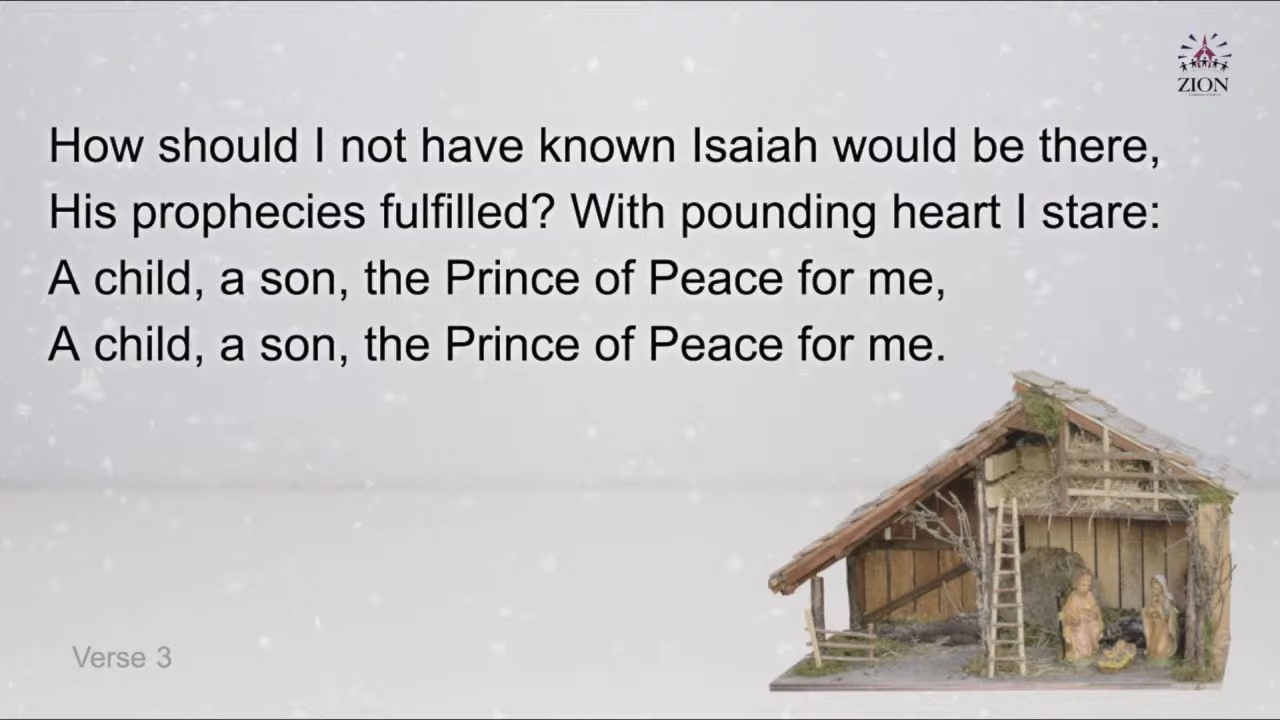 ZION
How should I not have known Isaiah would be there,
His prophecies fulfilled? With pounding heart I stare:
A child, a son, the Prince of Peace for me,
A child, a son, the Prince of Peace for me.
Verse 3